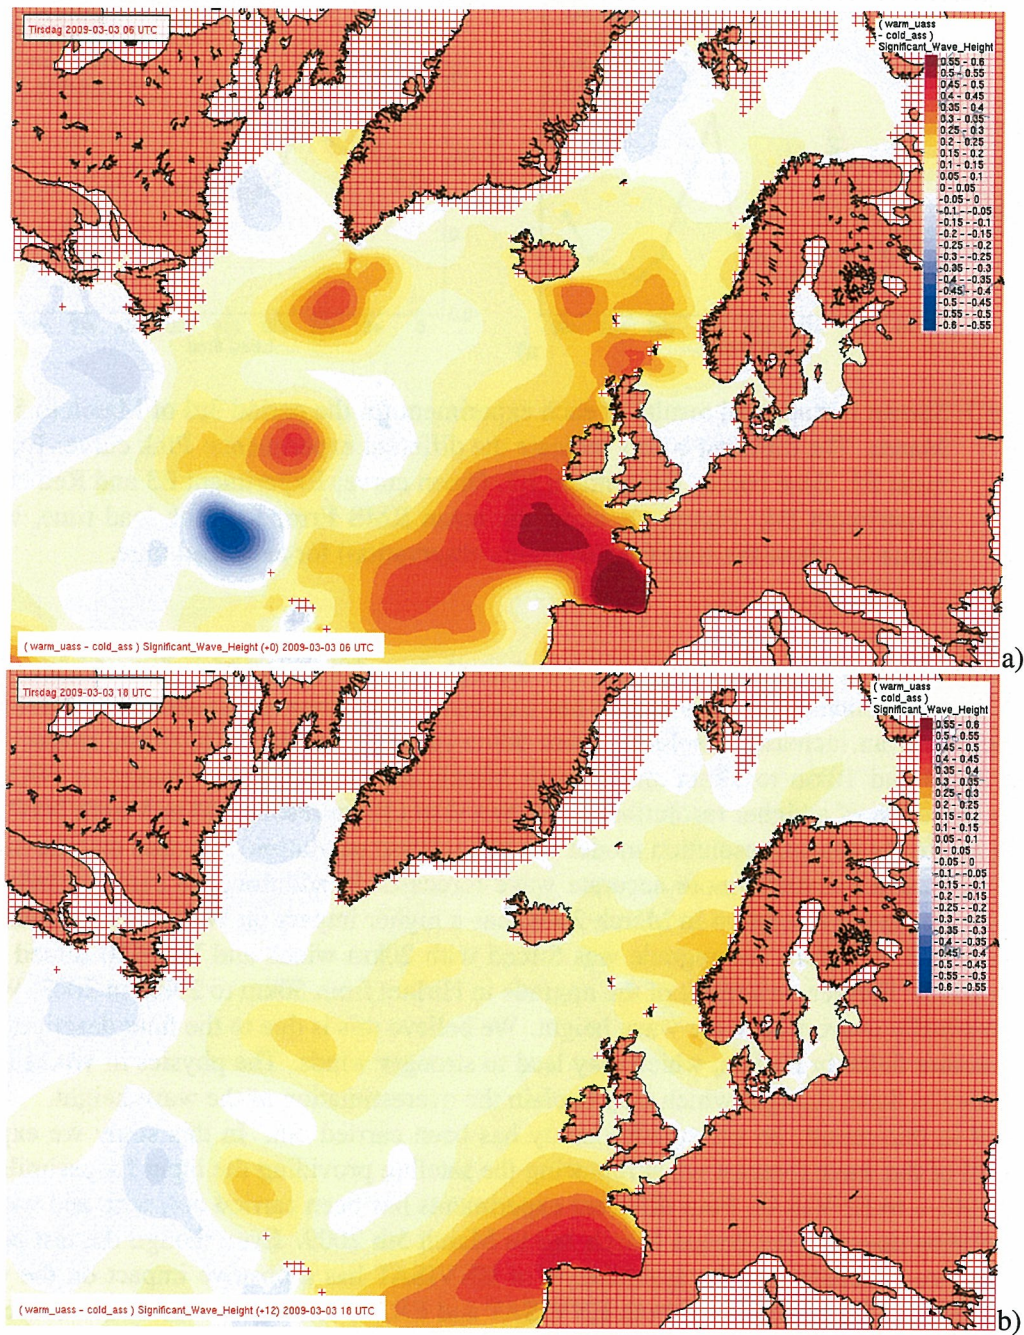 Tirsdag 2009-03-03 06 UTC
( warm_uass
- cold_ass )
Significant_Wave_Height
0.55 - 0.6
0.5 - 0.55
0.45 - 0.5
0.4 - 0.45
0.35 - 0.4
0.3 - 0.35
0.25 - 0.3
0.2 - 0.25
0.15 - 0.2
0.1 - 0.15
0.05 - 0.1
0 - 0.05
-0.05 - 0
-0.1 - -0.05
-0.15 - -0.1
-0.2 - -0.15
-0.25 - -0.2
-0.3 - -0.25
-0.35 - -0.3
-0.4 - -0.35
-0.45 - -0.4
-0.5 - -0.45
-0.55 - -0.5
-0.6 - -0.55
( warm_uass - cold_ass ) Significant_Wave_Height (+0) 2009-03-03 06 UTC
a)
Tirsdag 2009-03-03 18 UTC
( warm_uass
- cold_ass )
Significant_Wave_Height
0.55 - 0.6
0.5 - 0.55
0.45 - 0.5
0.4 - 0.45
0.35 - 0.4
0.3 - 0.35
0.25 - 0.3
0.2 - 0.25
0.15 - 0.2
0.1 - 0.15
0.05 - 0.1
0 - 0.05
-0.05 - 0
-0.1 - -0.05
-0.15 - -0.1
-0.2 - -0.15
-0.25 - -0.2
-0.3 - -0.25
-0.35 - -0.3
-0.4 - -0.35
-0.45 - -0.4
-0.5 - -0.45
-0.55 - -0.5
-0.6 - -0.55
( warm_uass - cold_ass ) Significant_Wave_Height (+12) 2009-03-03 18 UTC
b)